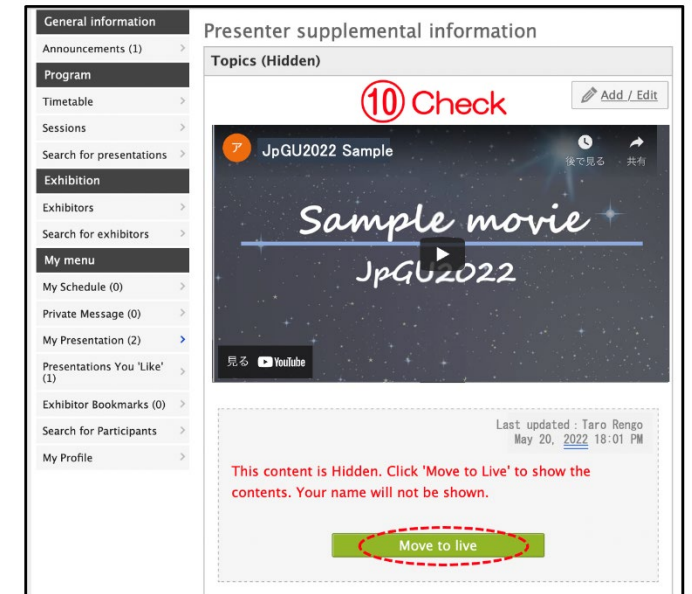 General information
Announcements (1)
Program
Timetable
Sessions
Search for presentations
Exhibition
Exhibitors
Search for exhibitors
My menu
My Schedule (0)
Private Message (0)
My Presentation (2)
Presentations You 'Like'
(1)
Exhibitor Bookmarks (0)
Search for Participants
My Profile
Presenter supplemental information
Topics (Hidden)
⑩ Check
Add / Edit
ア
JpGU2022 Sample
後で見る
共有
Sample movie
JpGU2022
見る YouTube
Last updated : Taro Rengo
May 20, 2022 18:01 PM
This content is Hidden. Click 'Move to Live' to show the
contents. Your name will not be shown.
Move to live